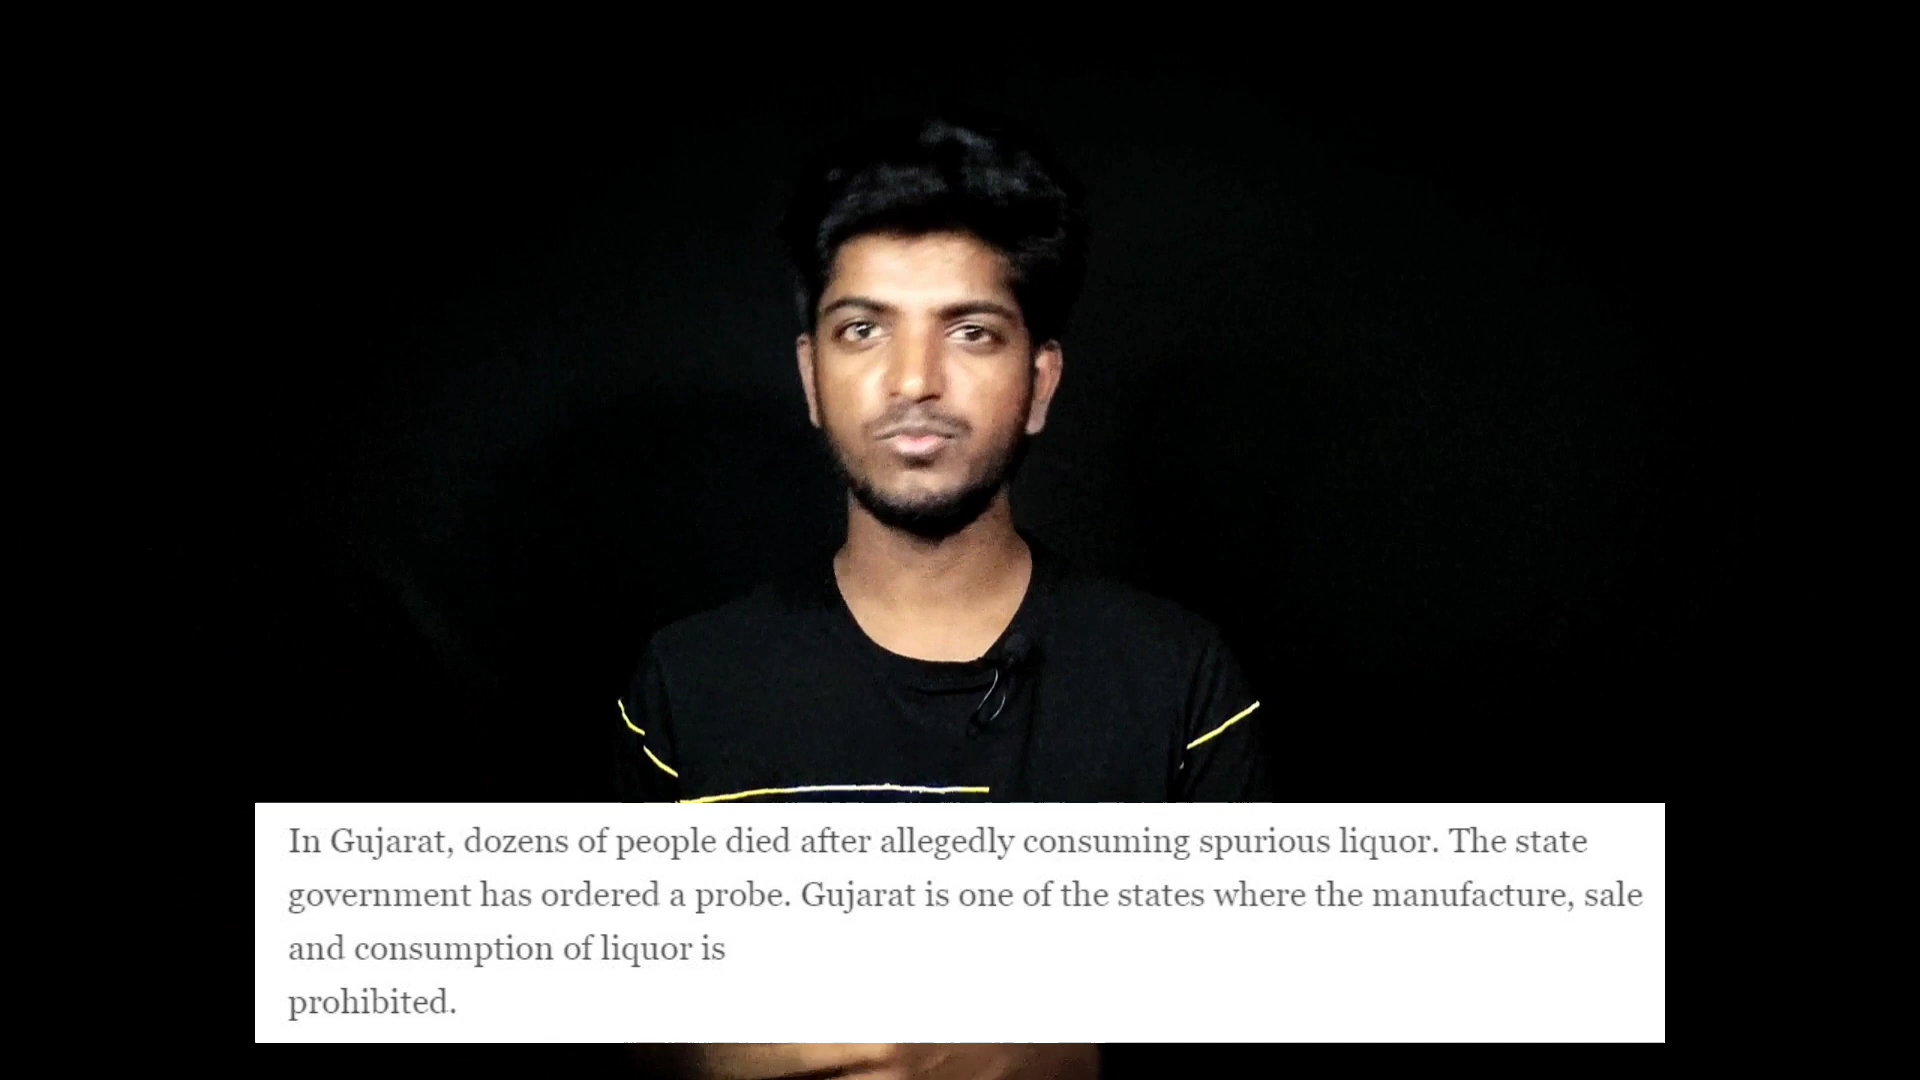 In Gujarat, dozens of people died after allegedly consuming spurious liquor. The state
government has ordered a probe. Gujarat is one of the states where the manufacture, sale
and consumption of liquor is
prohibited.